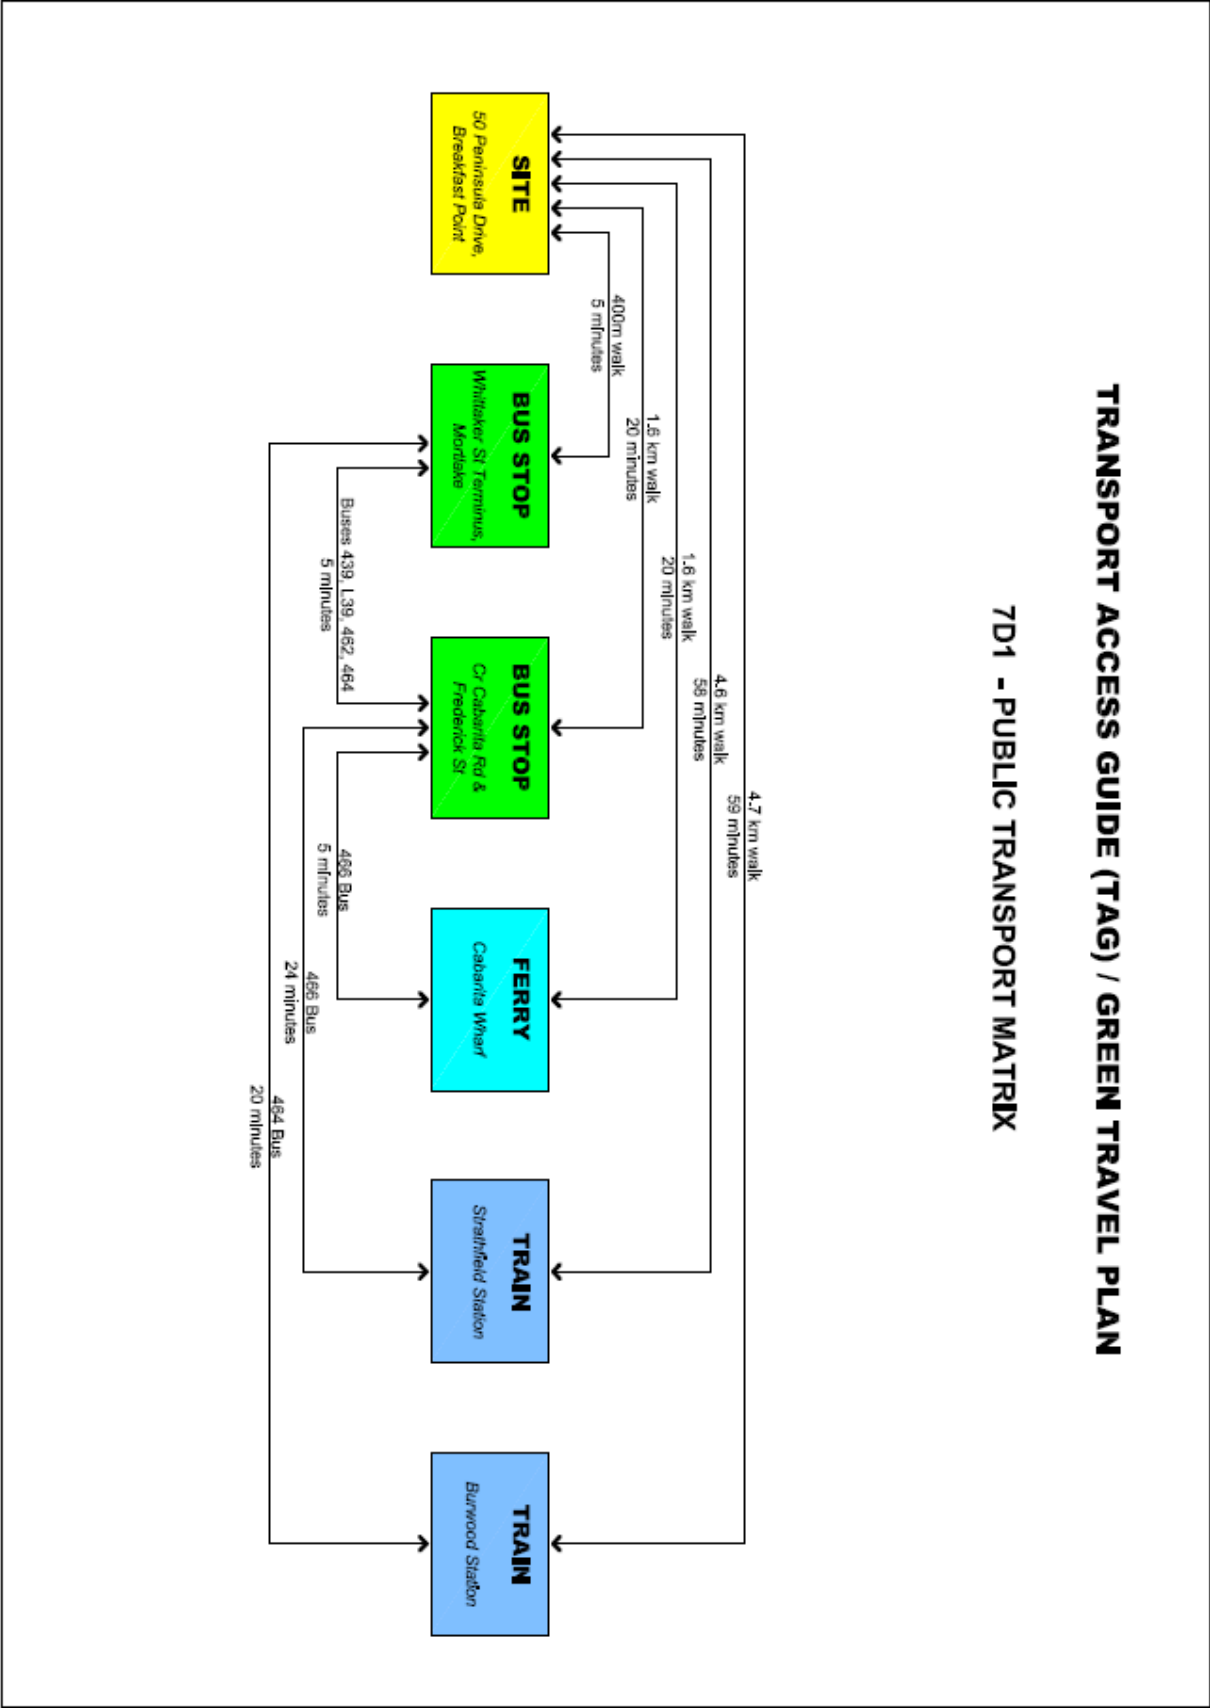 TRANSPORT ACCESS GUIDE (TAG) / GREEN TRAVEL PLAN
7D1 - PUBLIC TRANSPORT MATRIX
4.7 km walk
59 minutes
4.6 km walk
58 minutes
1.6 km walk
20 minutes
1.6 km walk
20 minutes
400m walk
5 minutes
SITE
50 Peninsula Drive,
Breakfast Point
BUS STOP
Whittaker St Terminus,
Mortlake
BUS STOP
Cr Cabarita Rd &
Frederick St
FERRY
Cabarita Wharf
TRAIN
Strathfield Station
TRAIN
Burwood Station
Buses 439, L39, 462, 464
5 minutes
466 Bus
5 minutes
466 Bus
24 minutes
464 Bus
20 minutes